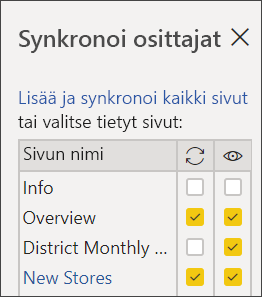 Synkronoi osittajat
Lisää ja synkronoi kaikki sivut
tai valitse tietyt sivut:
Sivun nimi
Info
Overview
District Monthly ...
New Stores